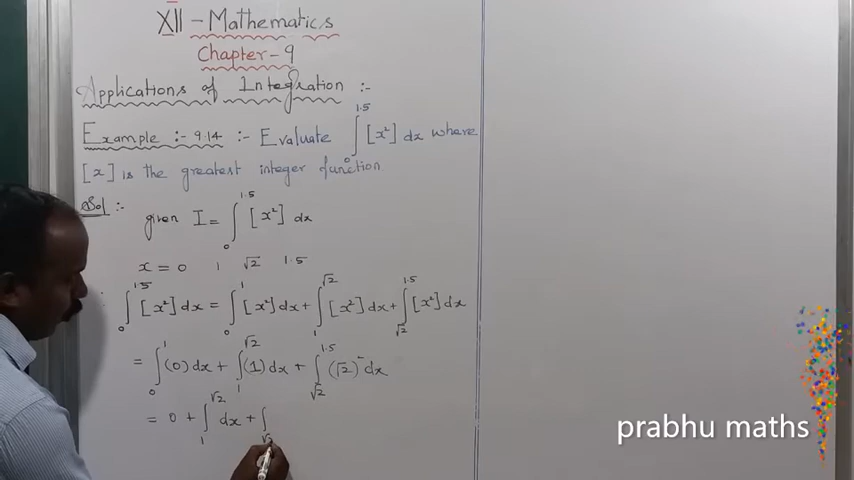 XII - Mathematics
Chapter - 9
Applications of Integration :-
Example :- 9.14 :- Evaluate ∫₀^1.5 [x²] dx where
[x] is the greatest integer function
Sol :-
given I = ∫₀^1.5 [x²] dx
x = 0 1 √2 1.5
∫₀^1.5 [x²] dx = ∫₀^1 [x²] dx + ∫₁^√2 [x²] dx + ∫_√2^1.5 [x²] dx
= ∫₀^1 (0) dx + ∫₁^√2 (1) dx + ∫_√2^1.5 (√2)² dx
= 0 + ∫₁^√2 dx + ∫_√2
prabhu maths